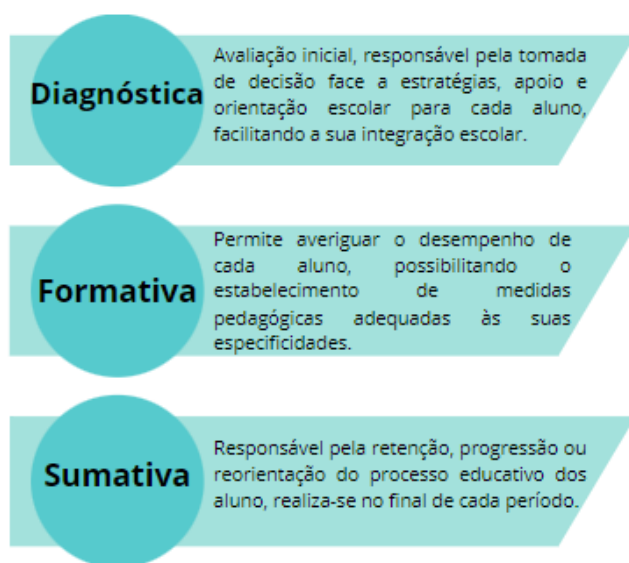 Diagnóstica
Avaliação inicial, responsável pela tomada
de decisão face a estratégias, apoio e
orientação escolar para cada aluno,
facilitando a sua integração escolar.
Formativa
Permite averiguar o desempenho de
cada aluno, possibilitando o
estabelecimento de medidas
pedagógicas adequadas às suas
especificidades.
Sumativa
Responsável pela retenção, progressão ou
reorientação do processo educativo dos
aluno, realiza-se no final de cada período.